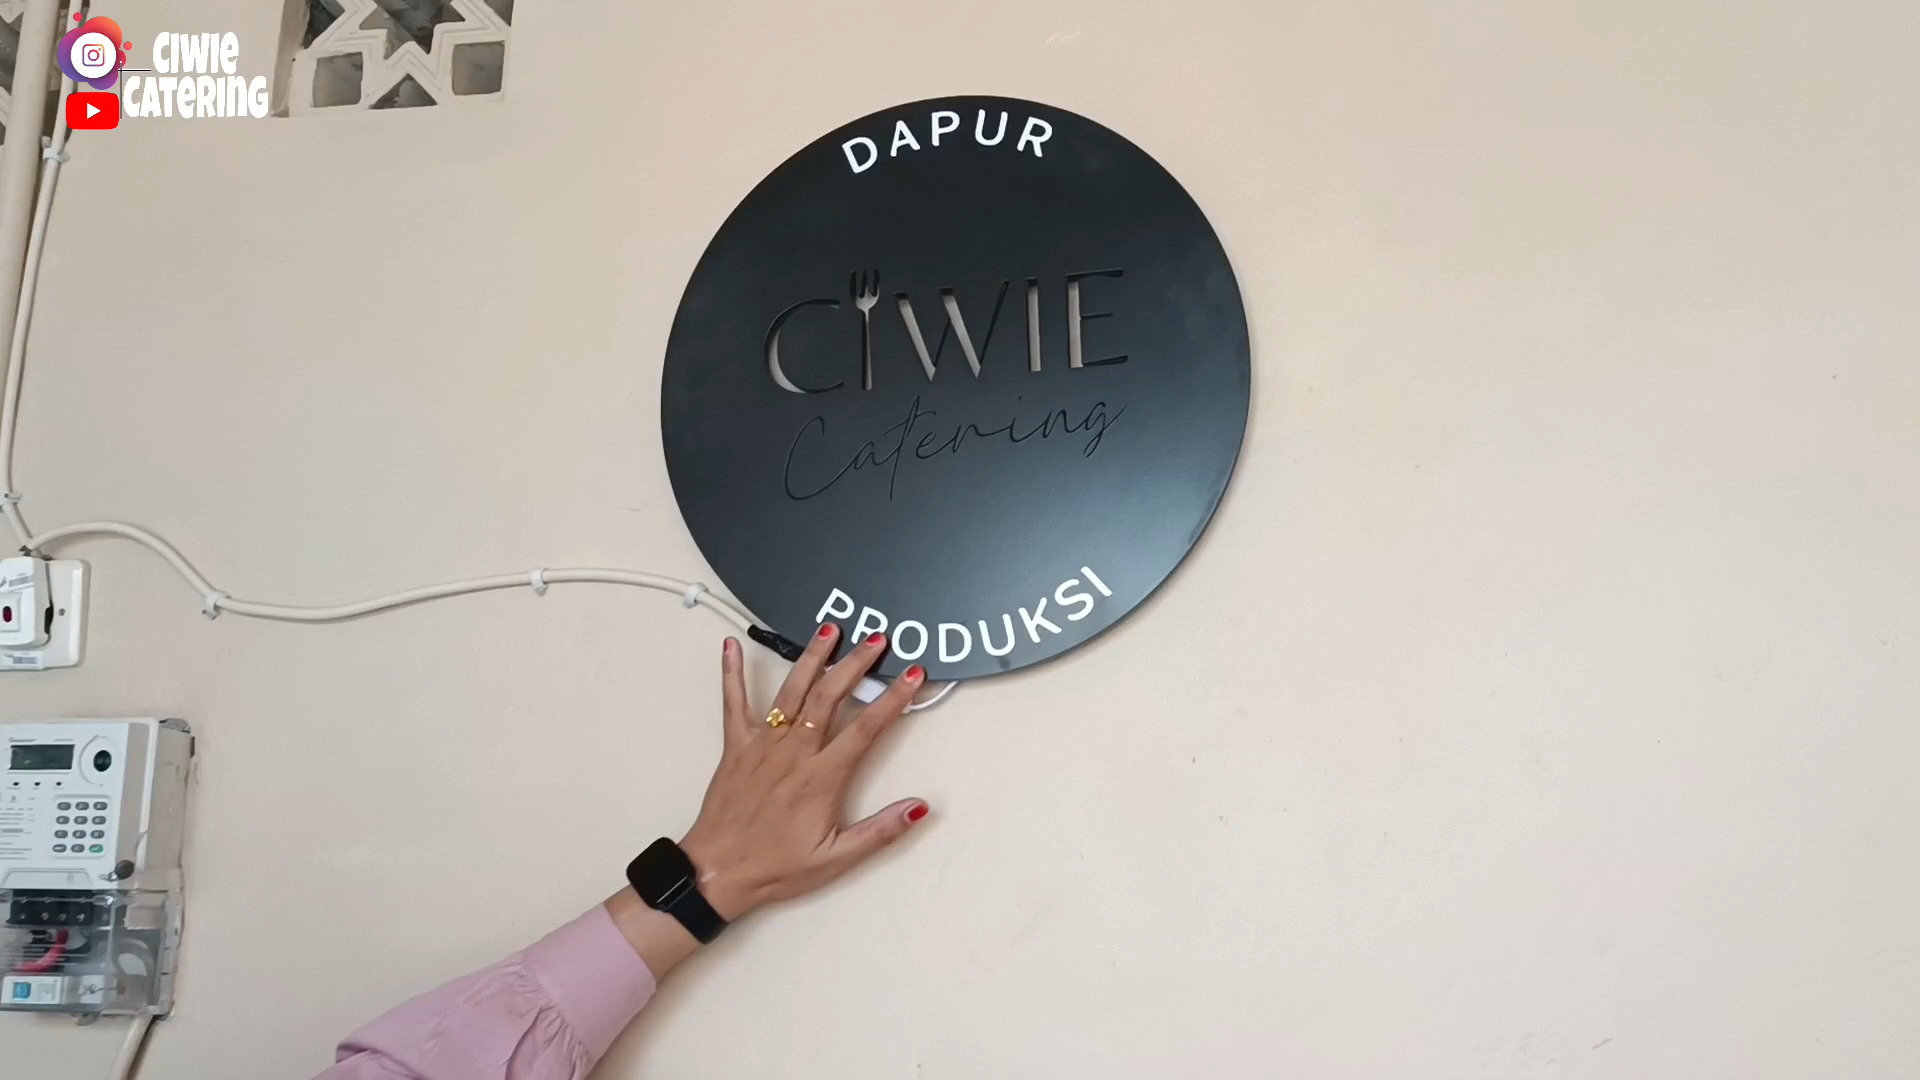 CIWIE
CATERING
DAPUR
CIWIE
Catering
PRODUKSI